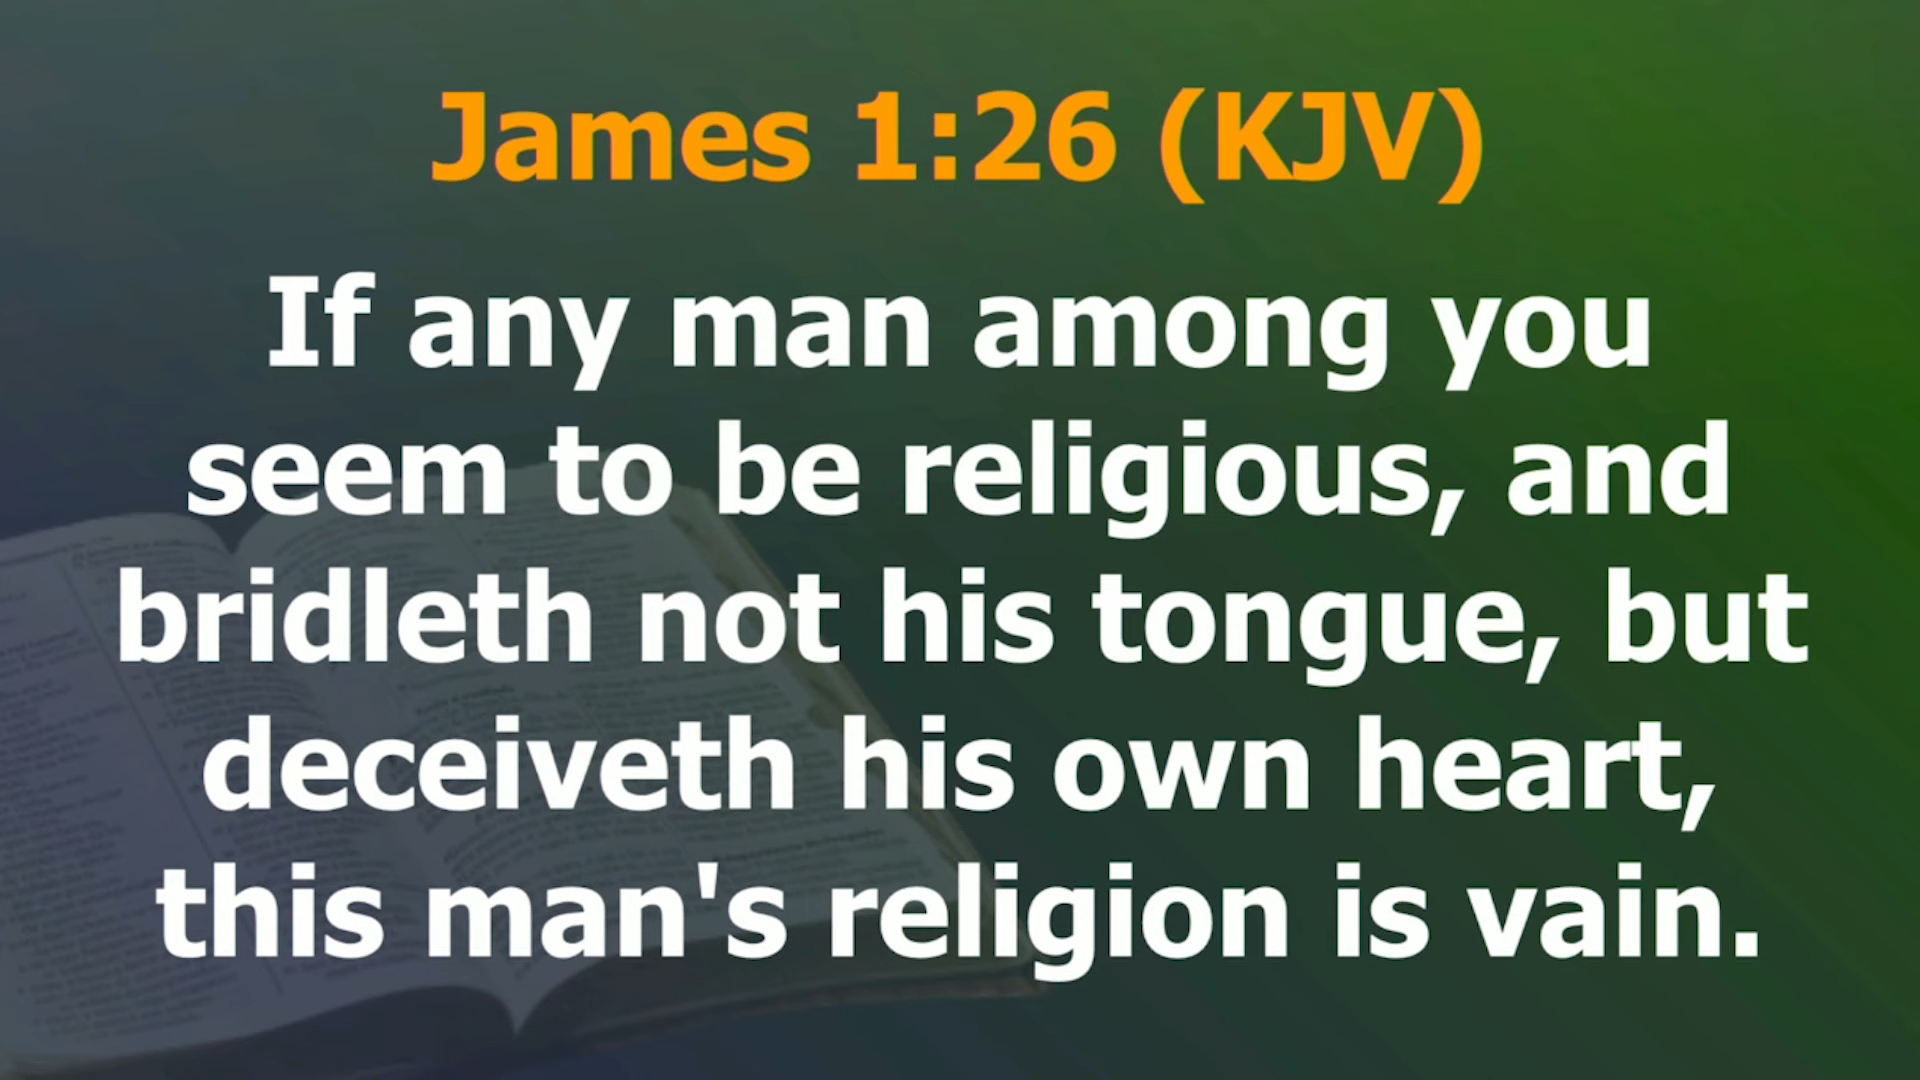 James 1:26 (KJV)
If any man among you
seem to be religious, and
bridleth not his tongue, but
deceiveth his own heart,
this man's religion is vain.